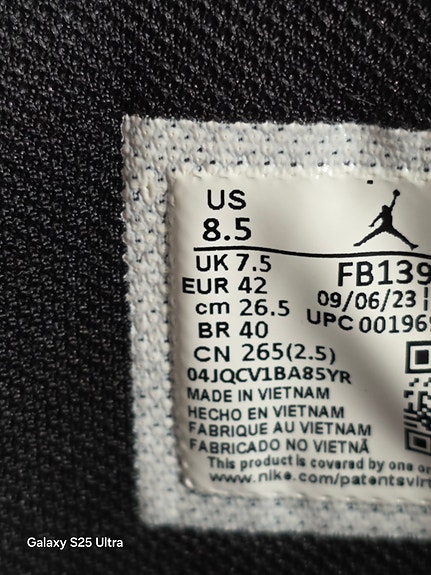 US
8.5
UK 7.5
EUR 42
cm 26.5
BR 40
CN 265(2.5)
FB139
09/06/23
UPC 00196
04JQCV1BA85YR
MADE IN VIETNAM
HECHO EN VIETNAM
FABRIQUE AU VIETNAM
FABRICADO NO VIETNÃ
This product is covered by one or
www.nike.com/patentsvir
Galaxy S25 Ultra